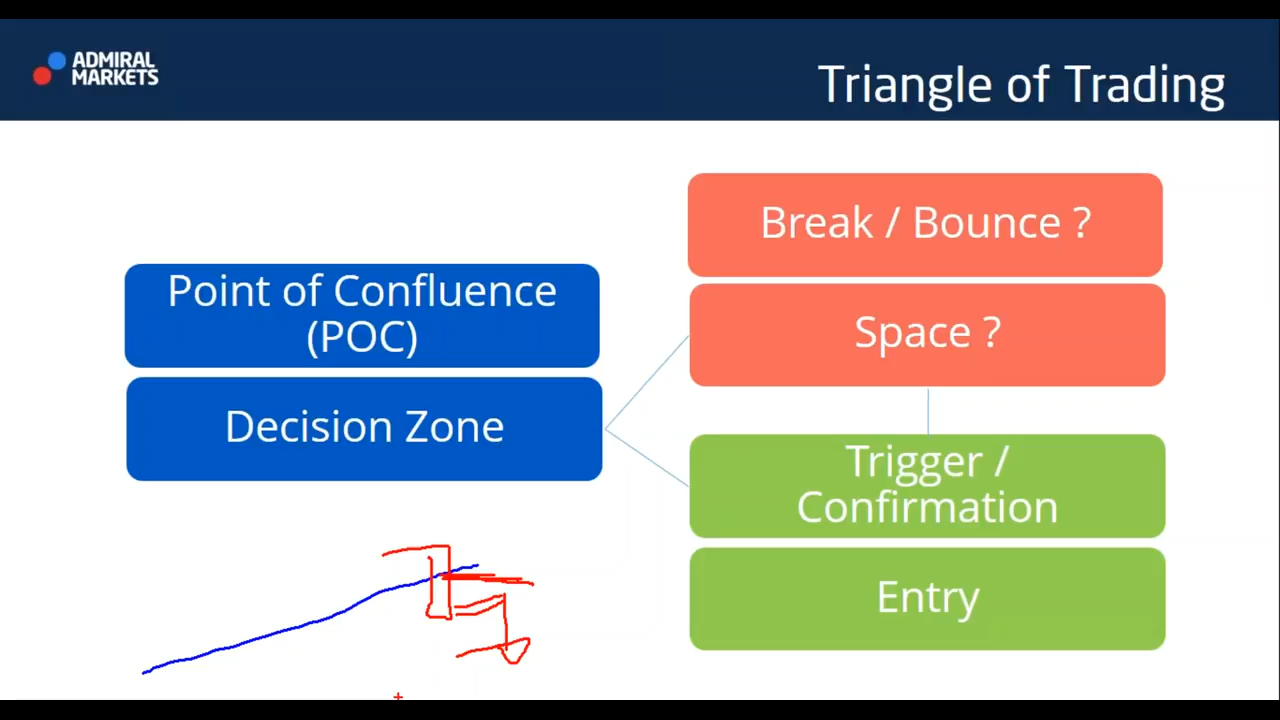 ADMIRAL
MARKETS
Triangle of Trading
Point of Confluence
(POC)
Decision Zone
Break / Bounce ?
Space ?
Trigger /
Confirmation
Entry